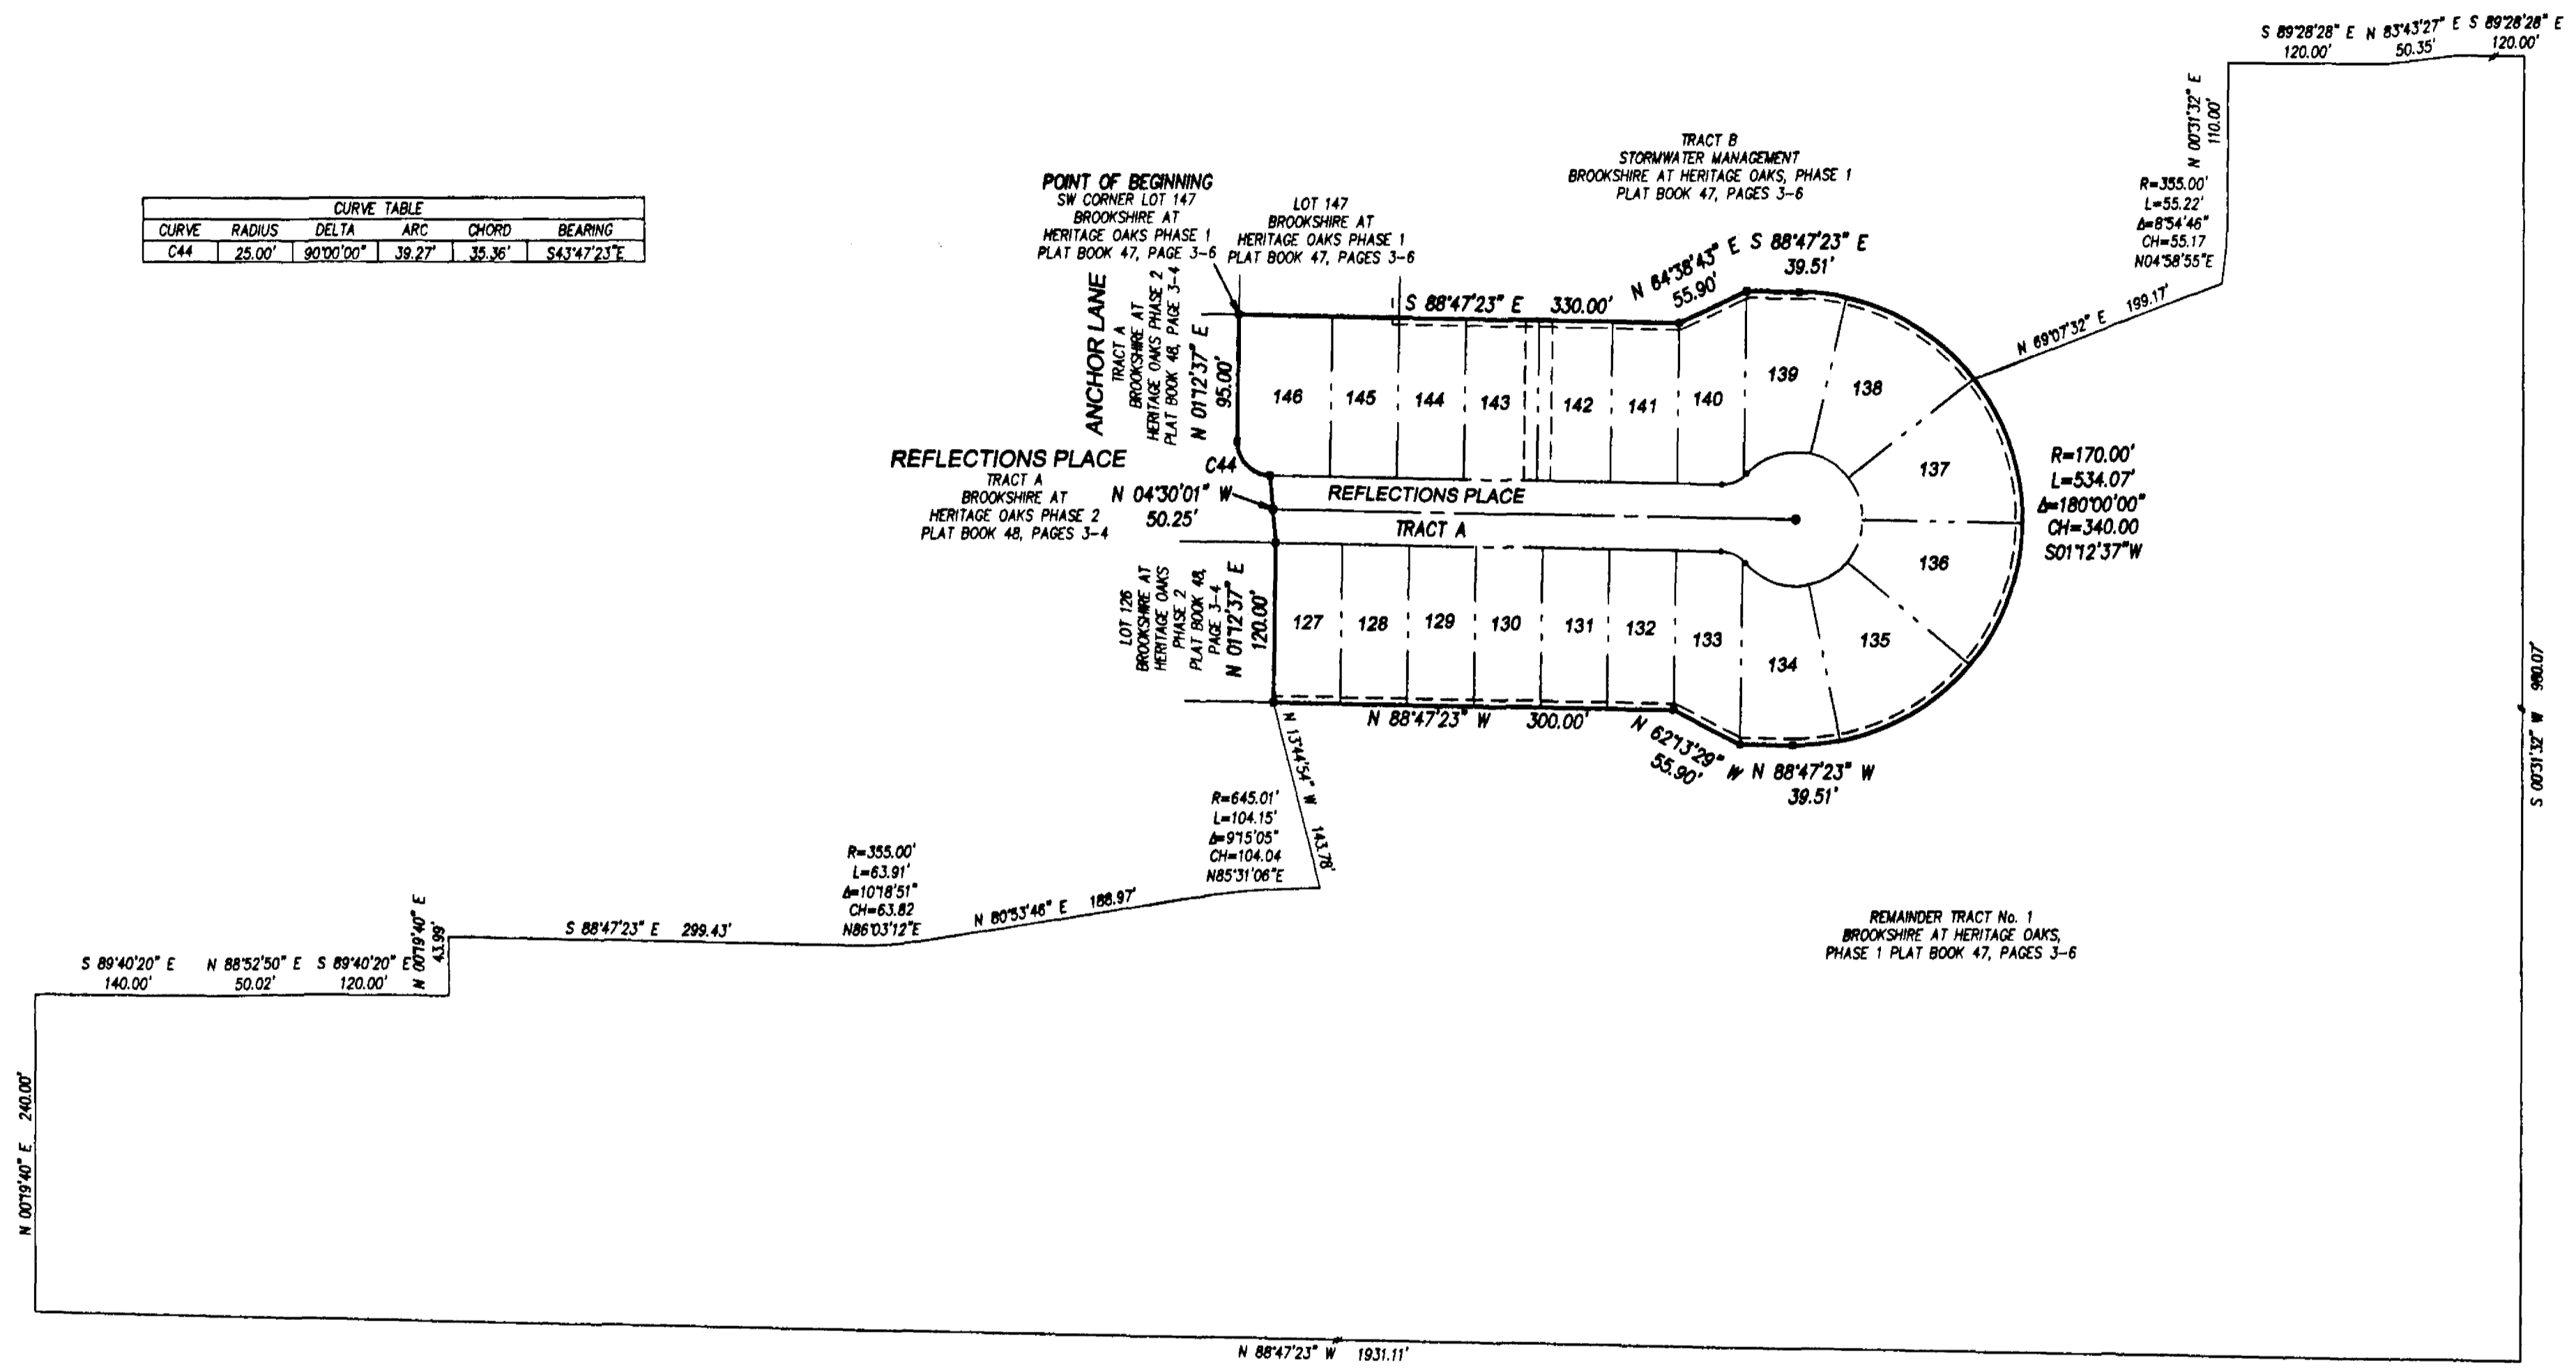 S 89°28'28" E N 83°43'27" E S 89°28'28" E
120.00' 50.35' 120.00'
N 00°31'32" E
110.00'
TRACT B
STORMWATER MANAGEMENT
BROOKSHIRE AT HERITAGE OAKS, PHASE 1
PLAT BOOK 47, PAGES 3-6
POINT OF BEGINNING
SW CORNER LOT 147
BROOKSHIRE AT
HERITAGE OAKS PHASE 1
PLAT BOOK 47, PAGE 3-6
LOT 147
BROOKSHIRE AT
HERITAGE OAKS PHASE 1
PLAT BOOK 47, PAGES 3-6
R=355.00'
L=55.22'
Δ=8°54'46"
CH=55.17
N04°58'55"E
CURVE TABLE
CURVE RADIUS DELTA ARC CHORD BEARING
C44 25.00' 90°00'00" 39.27' 35.36' S43°47'23"E
N 64°38'43" E
55.90'
S 88°47'23" E
39.51'
S 88°47'23" E 330.00'
N 69°07'32" E 199.17'
ANCHOR LANE
TRACT A
BROOKSHIRE AT
HERITAGE OAKS PHASE 2
PLAT BOOK 48, PAGE 3-4
N 01°12'37" E
95.00'
146
145
144
143
142
141
140
139
138
137
REFLECTIONS PLACE
TRACT A
BROOKSHIRE AT
HERITAGE OAKS PHASE 2
PLAT BOOK 48, PAGES 3-4
C44
N 04°30'01" W
50.25'
REFLECTIONS PLACE
TRACT A
R=170.00'
L=534.07'
Δ=180°00'00"
CH=340.00
S01°12'37"W
LOT 126
BROOKSHIRE AT
HERITAGE OAKS
PHASE 2
PLAT BOOK 48,
PAGE 3-4
N 01°12'37" E
120.00'
127
128
129
130
131
132
133
134
135
136
N 88°47'23" W 300.00'
N 62°13'29" W
55.90'
N 88°47'23" W
39.51'
S 00°31'32" W 980.07'
N 13°44'54" W 143.78'
R=645.01'
L=104.15'
Δ=9°15'05"
CH=104.04
N85°31'06"E
R=355.00'
L=63.91'
Δ=10°18'51"
CH=63.82
N86°03'12"E
N 80°53'46" E 188.97'
S 88°47'23" E 299.43'
N 00°19'40" E
43.99'
S 89°40'20" E N 88°52'50" E S 89°40'20" E
140.00' 50.02' 120.00'
REMAINDER TRACT No. 1
BROOKSHIRE AT HERITAGE OAKS,
PHASE 1 PLAT BOOK 47, PAGES 3-6
N 00°19'40" E 240.00'
N 88°47'23" W 1931.11'